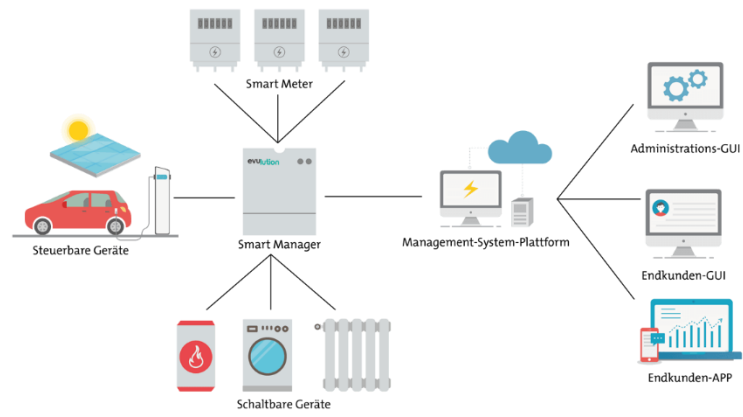 Smart Meter
evulution
Administrations-GUI
Steuerbare Geräte
Smart Manager
Management-System-Plattform
Endkunden-GUI
Schaltbare Geräte
Endkunden-APP